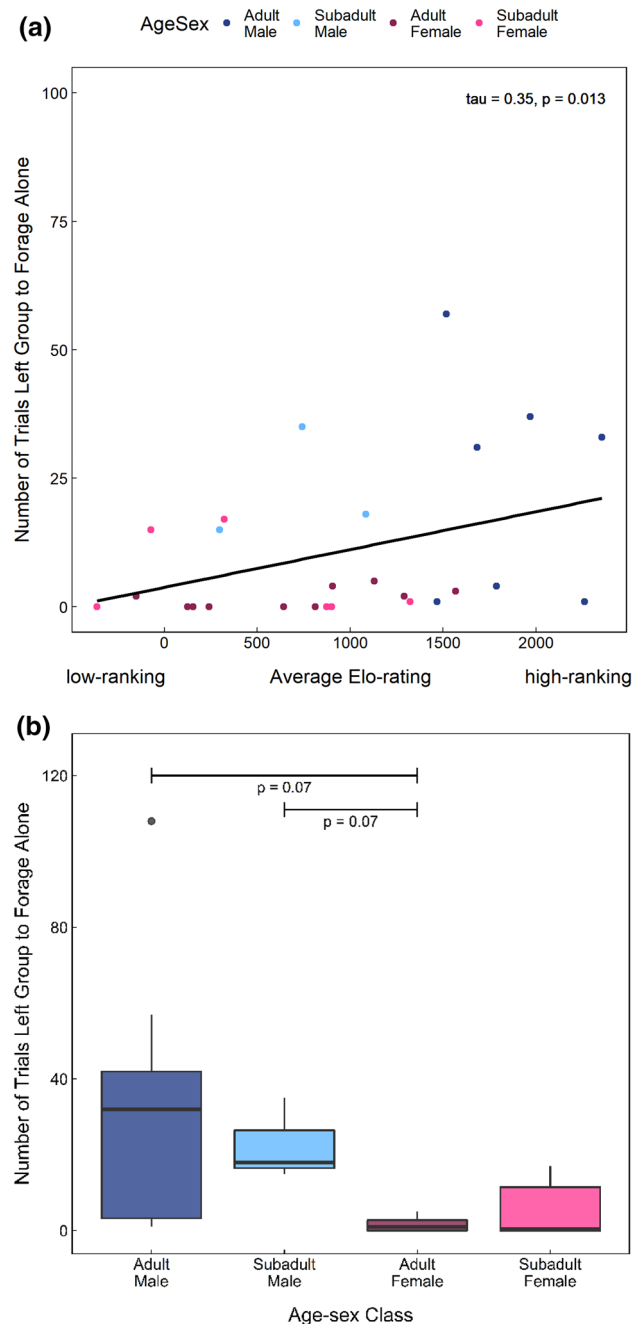 (a)
AgeSex Adult Male Subadult Male Adult Female Subadult Female
Number of Trials Left Group to Forage Alone
100
75
50
25
0
tau = 0.35, p = 0.013
0 500 1000 1500 2000
low-ranking Average Elo-rating high-ranking
(b)
Number of Trials Left Group to Forage Alone
120
80
40
0
p = 0.07
p = 0.07
Adult Subadult Adult Subadult
Male Male Female Female
Age-sex Class